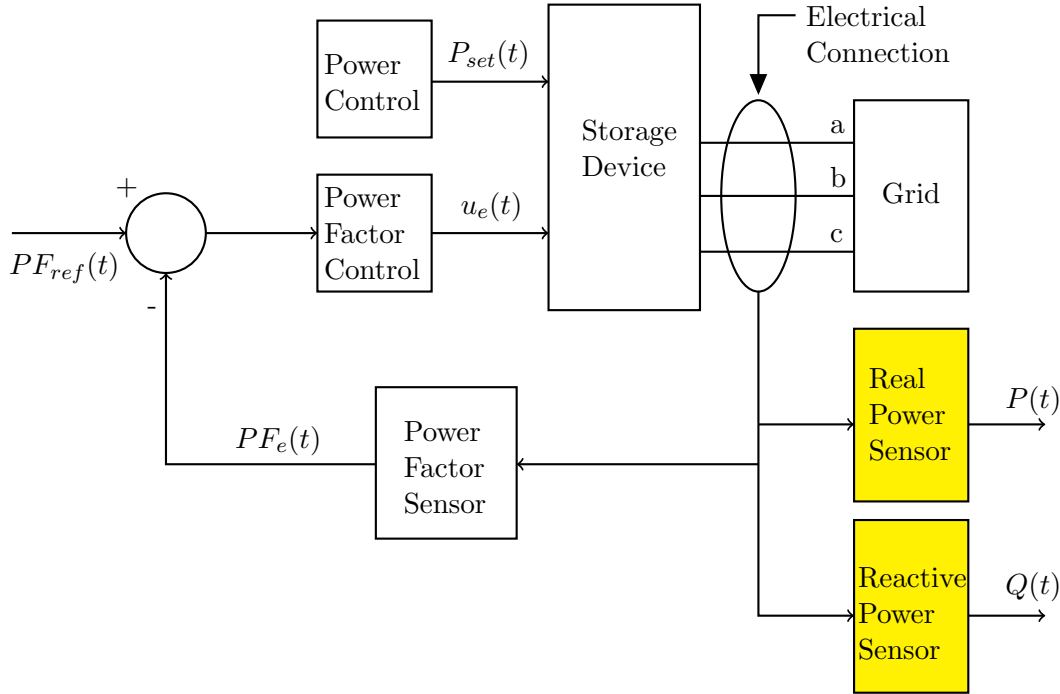 Power
Control
P_set(t)
Storage
Device
Electrical
Connection
a
b
c
Grid
+
PF_ref(t)
-
Power
Factor
Control
u_e(t)
Real
Power
Sensor
P(t)
PF_e(t)
Power
Factor
Sensor
Reactive
Power
Sensor
Q(t)